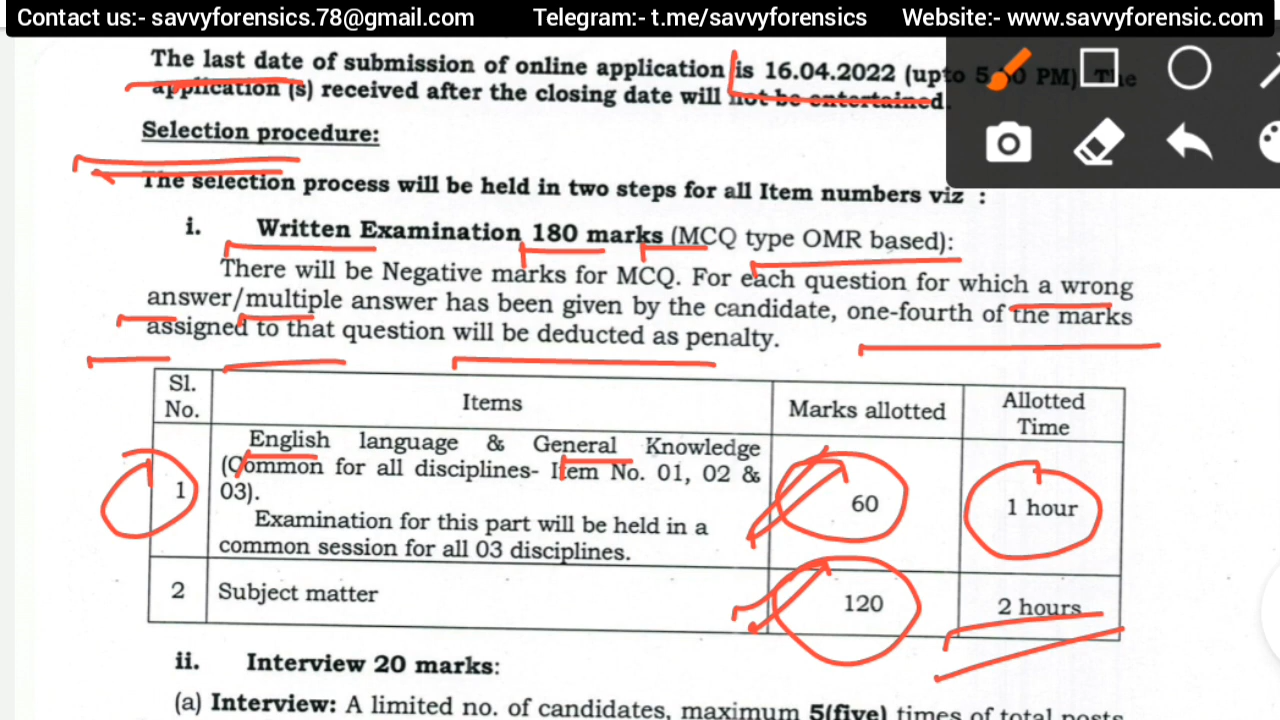 Contact us:- savvyforensics.78@gmail.com Telegram:- t.me/savvyforensics Website:- www.savvyforensic.com
The last date of submission of online application is 16.04.2022 (upto PM) The
application (s) received after the closing date will not be entertained.
Selection procedure:
The selection process will be held in two steps for all Item numbers viz :
i. Written Examination 180 marks (MCQ type OMR based):
There will be Negative marks for MCQ. For each question for which a wrong
answer/multiple answer has been given by the candidate, one-fourth of the marks
assigned to that question will be deducted as penalty.
Sl. No. Items Marks allotted Allotted Time
1 English language & General Knowledge
(Common for all disciplines- Item No. 01, 02 &
03).
Examination for this part will be held in a
common session for all 03 disciplines.
60 1 hour
2 Subject matter 120 2 hours
ii. Interview 20 marks:
(a) Interview: A limited no. of candidates, maximum 5(five) times of total posts